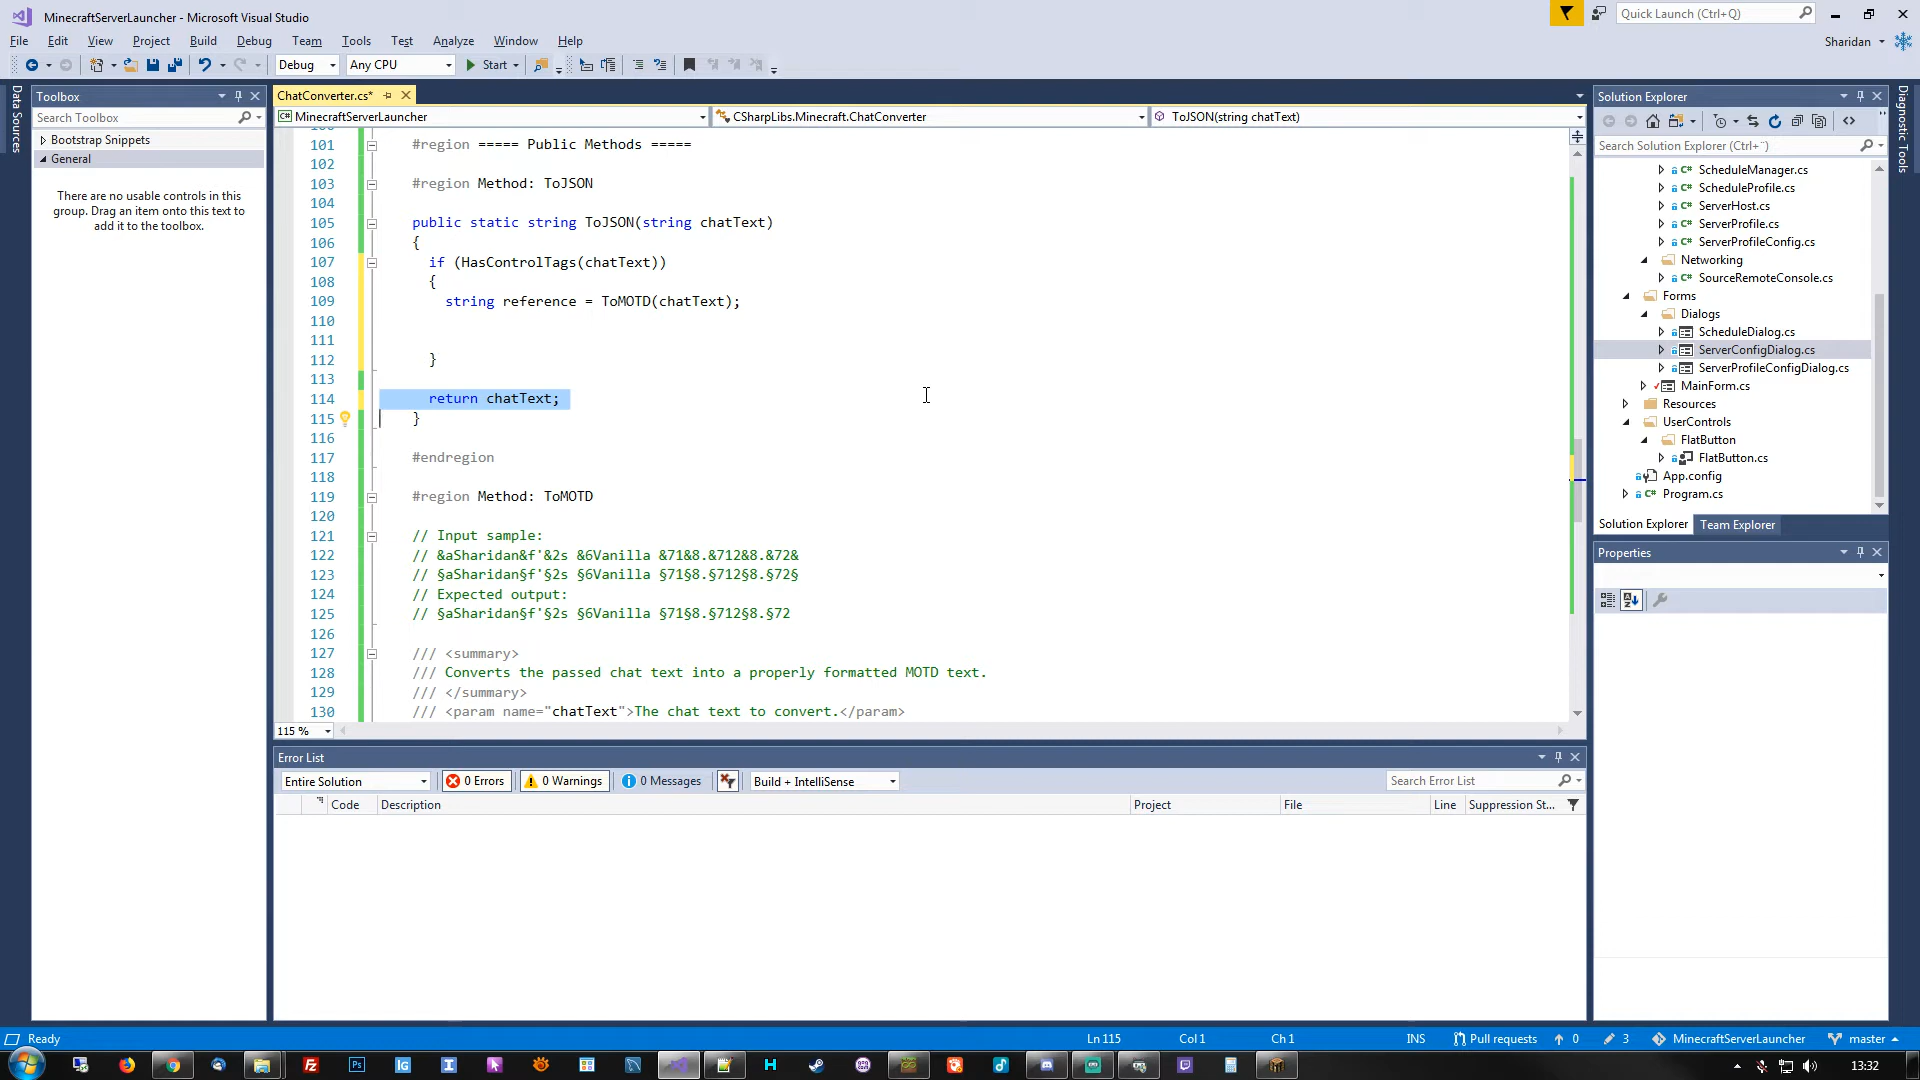 MinecraftServerLauncher - Microsoft Visual Studio
Quick Launch (Ctrl+Q)
File Edit View Project Build Debug Team Tools Test Analyze Window Help
Sharidan
Debug Any CPU Start
Data Sources
Toolbox
Search Toolbox
Bootstrap Snippets
General
There are no usable controls in this
group. Drag an item onto this text to
add it to the toolbox.
ChatConverter.cs*
MinecraftServerLauncher CSharpLibs.Minecraft.ChatConverter ToJSON(string chatText)
101 #region ===== Public Methods =====
102
103 #region Method: ToJSON
104
105 public static string ToJSON(string chatText)
106 {
107 if (HasControlTags(chatText))
108 {
109 string reference = ToMOTD(chatText);
110
111
112 }
113
114 return chatText;
115 }
116
117 #endregion
118
119 #region Method: ToMOTD
120
121 // Input sample:
122 // &aSharidan&f'&2s &6Vanilla &71&8.&712&8.&72&
123 // §aSharidan§f'§2s §6Vanilla §71§8.§712§8.§72§
124 // Expected output:
125 // §aSharidan§f'§2s §6Vanilla §71§8.§712§8.§72
126
127 /// <summary>
128 /// Converts the passed chat text into a properly formatted MOTD text.
129 /// </summary>
130 /// <param name="chatText">The chat text to convert.</param>
115 %
Error List
Entire Solution 0 Errors 0 Warnings 0 Messages Build + IntelliSense Search Error List
Code Description Project File Line Suppression St...
Solution Explorer
Search Solution Explorer (Ctrl+¨)
ScheduleManager.cs
ScheduleProfile.cs
ServerHost.cs
ServerProfile.cs
ServerProfileConfig.cs
Networking
SourceRemoteConsole.cs
Forms
Dialogs
ScheduleDialog.cs
ServerConfigDialog.cs
ServerProfileConfigDialog.cs
MainForm.cs
Resources
UserControls
FlatButton
FlatButton.cs
App.config
Program.cs
Solution Explorer Team Explorer
Properties
Diagnostic Tools
Ready Ln 115 Col 1 Ch 1 INS Pull requests 0 3 MinecraftServerLauncher master
13:32